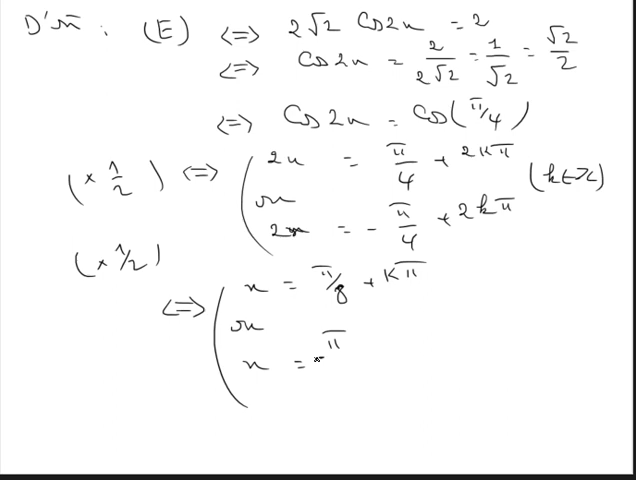 D'où : (E) <=> 2√2 Cos 2x = 2
<=> Cos 2x = 2/2√2 = 1/√2 = √2/2
<=> Cos 2x = Cos(π/4)
(× 1/2) <=> ( 2x = π/4 + 2Kπ
ou (k∈Z)
2x = - π/4 + 2kπ
(× 1/2)
<=> ( x = π/8 + Kπ
ou
x = - π